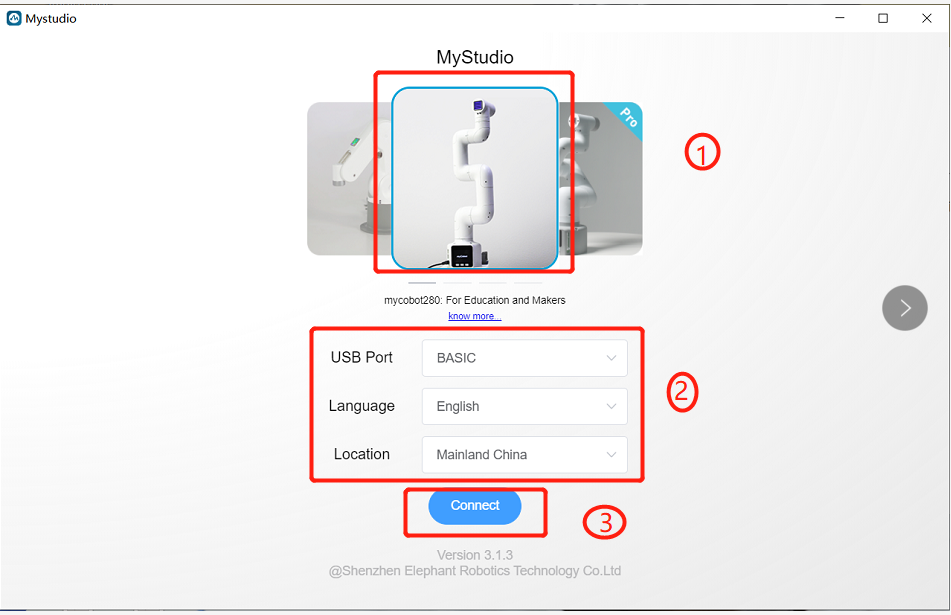 Mystudio
MyStudio
Pro
1
mycobot280: For Education and Makers
know more...
USB Port BASIC
2
Language English
Location Mainland China
Connect
3
Version 3.1.3
@Shenzhen Elephant Robotics Technology Co.Ltd